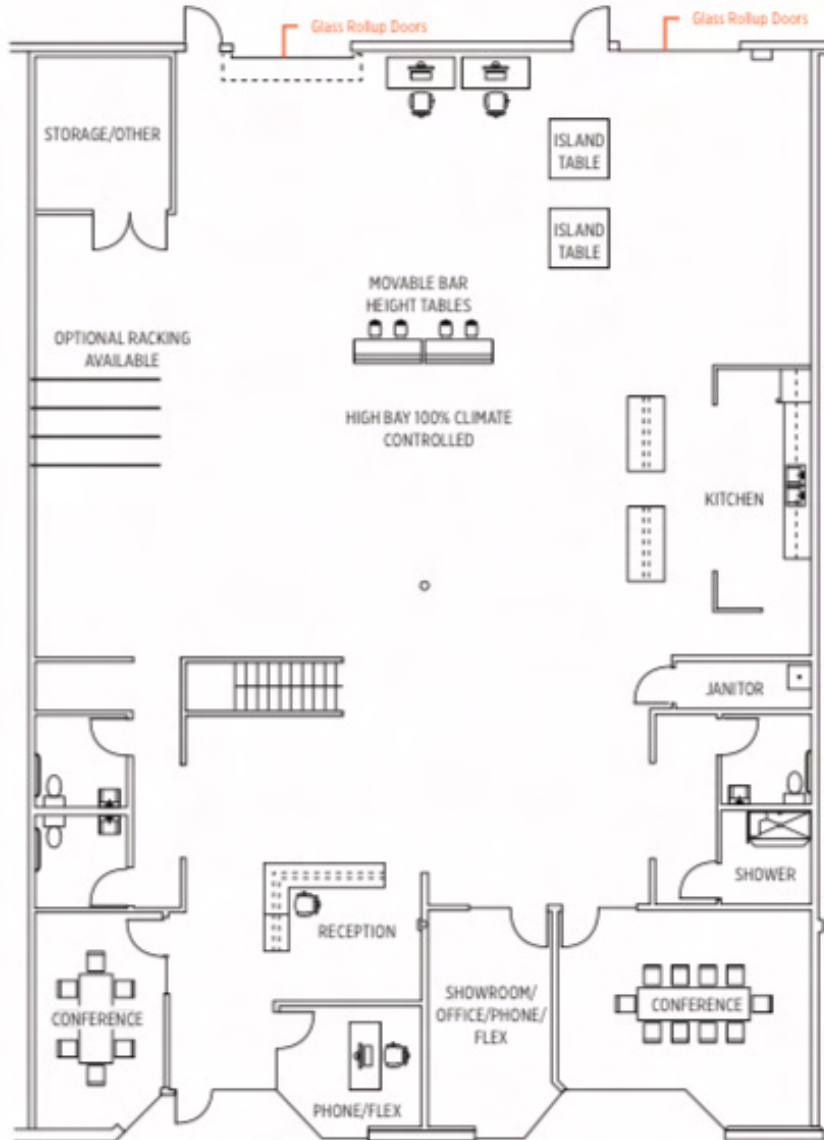 Glass Rollup Doors
Glass Rollup Doors
STORAGE/OTHER
ISLAND
TABLE
ISLAND
TABLE
MOVABLE BAR
HEIGHT TABLES
OPTIONAL RACKING
AVAILABLE
HIGH BAY 100% CLIMATE
CONTROLLED
KITCHEN
JANITOR
SHOWER
RECEPTION
CONFERENCE
SHOWROOM/
OFFICE/PHONE/
FLEX
CONFERENCE
PHONE/FLEX